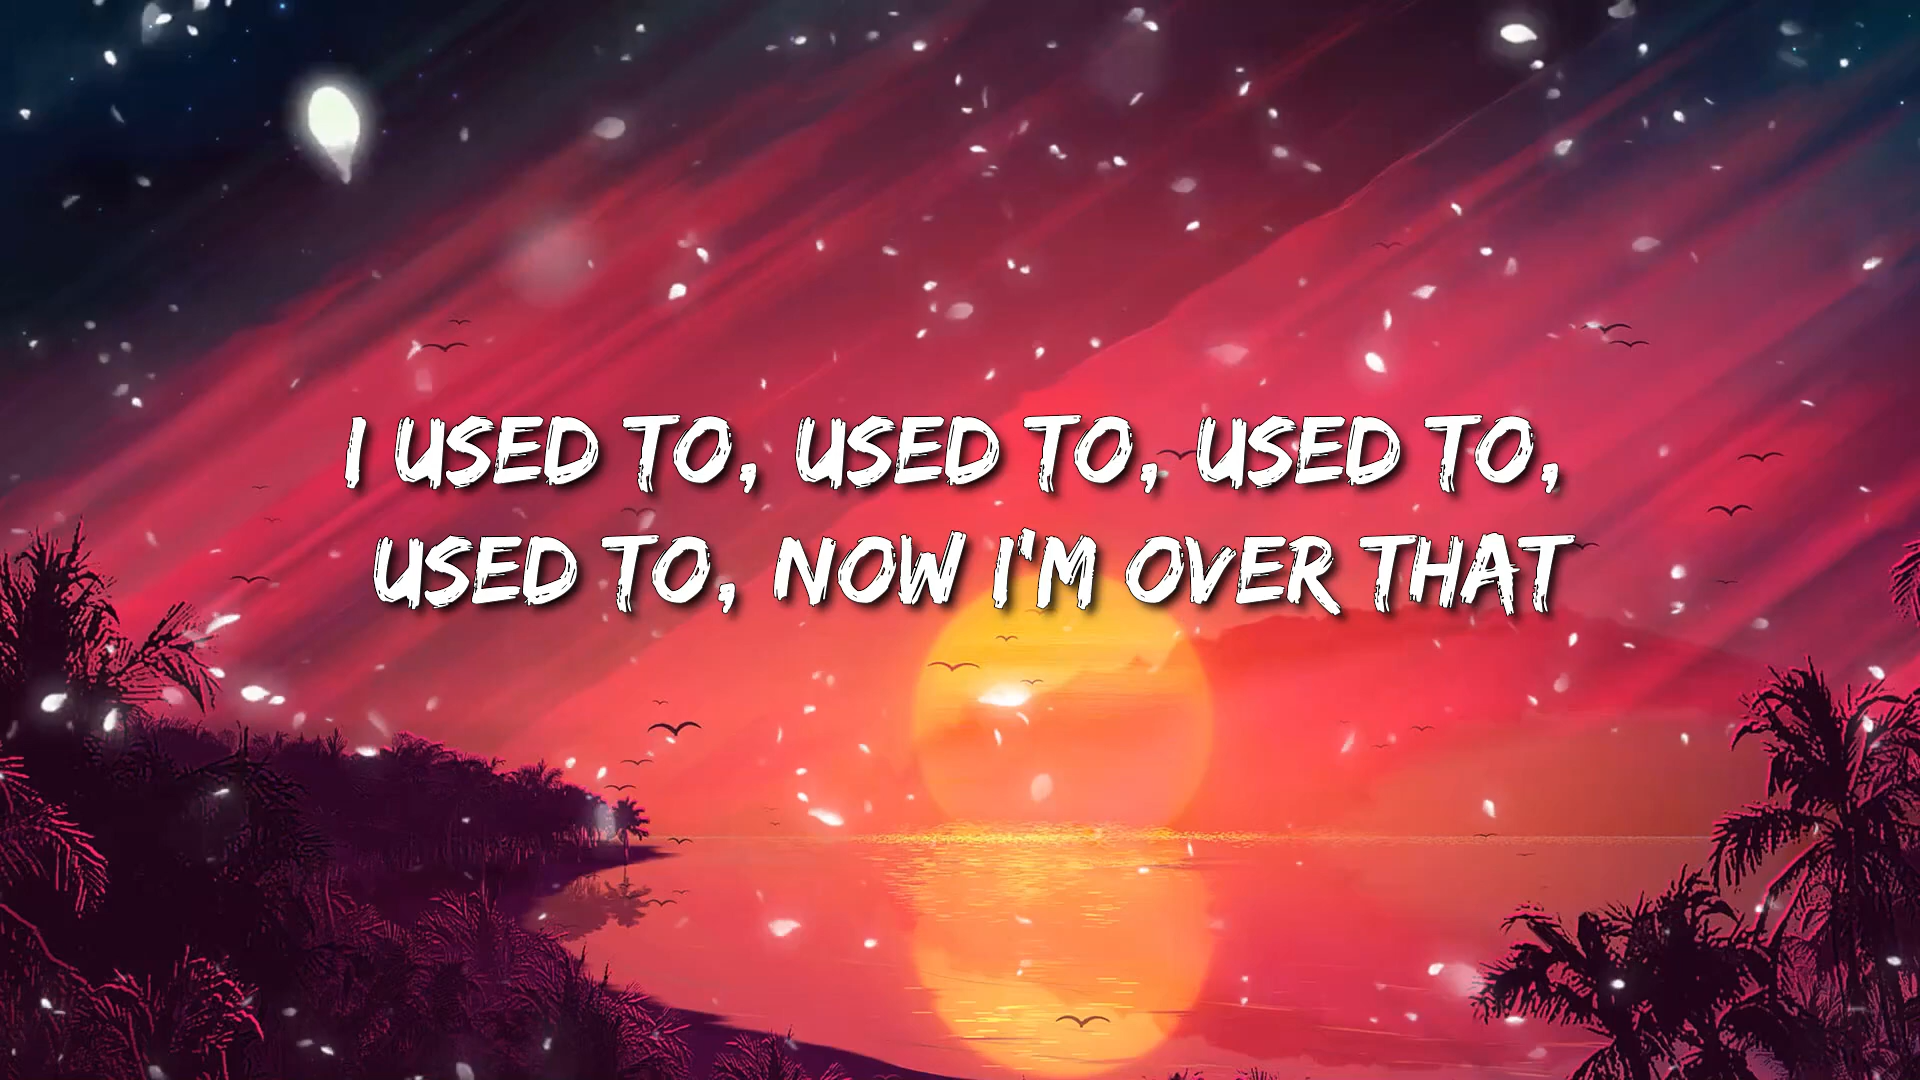 I USED TO, USED TO, USED TO,
USED TO, NOW I'M OVER THAT